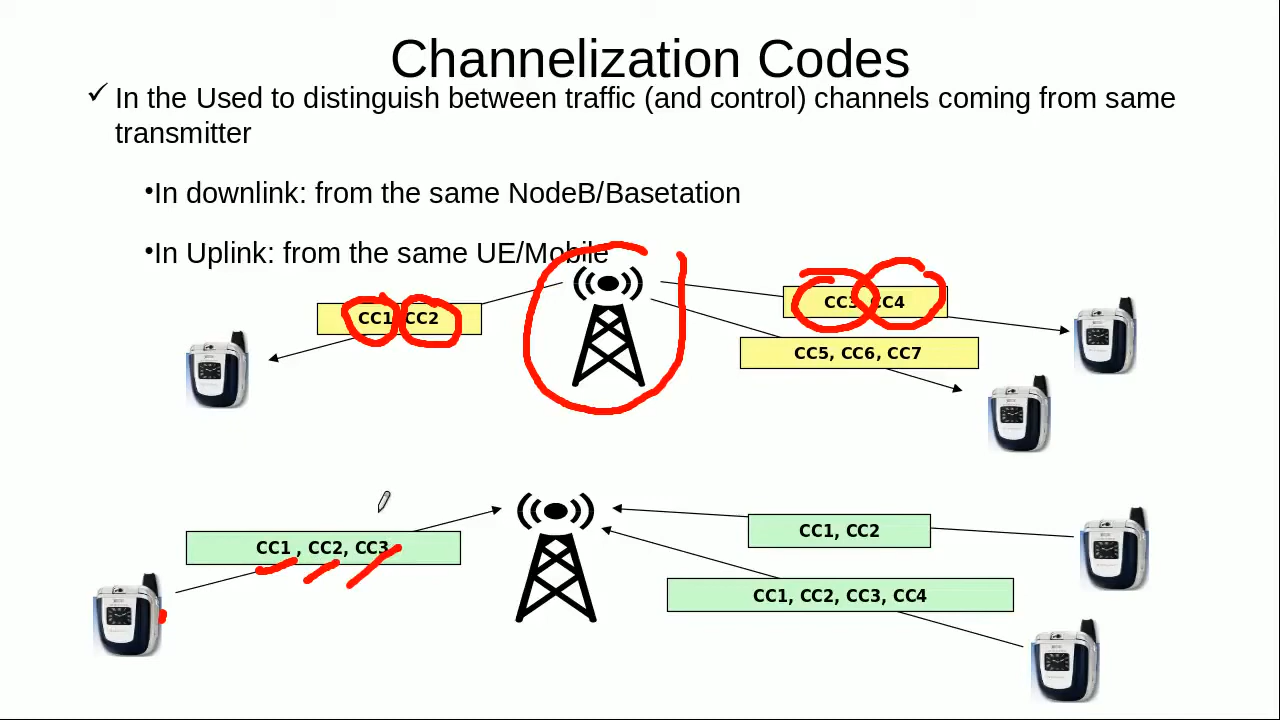 Channelization Codes
✓ In the Used to distinguish between traffic (and control) channels coming from same
transmitter
•In downlink: from the same NodeB/Basetation
•In Uplink: from the same UE/Mobile
CC1, CC2
CC3, CC4
CC5, CC6, CC7
CC1 , CC2, CC3
CC1, CC2
CC1, CC2, CC3, CC4